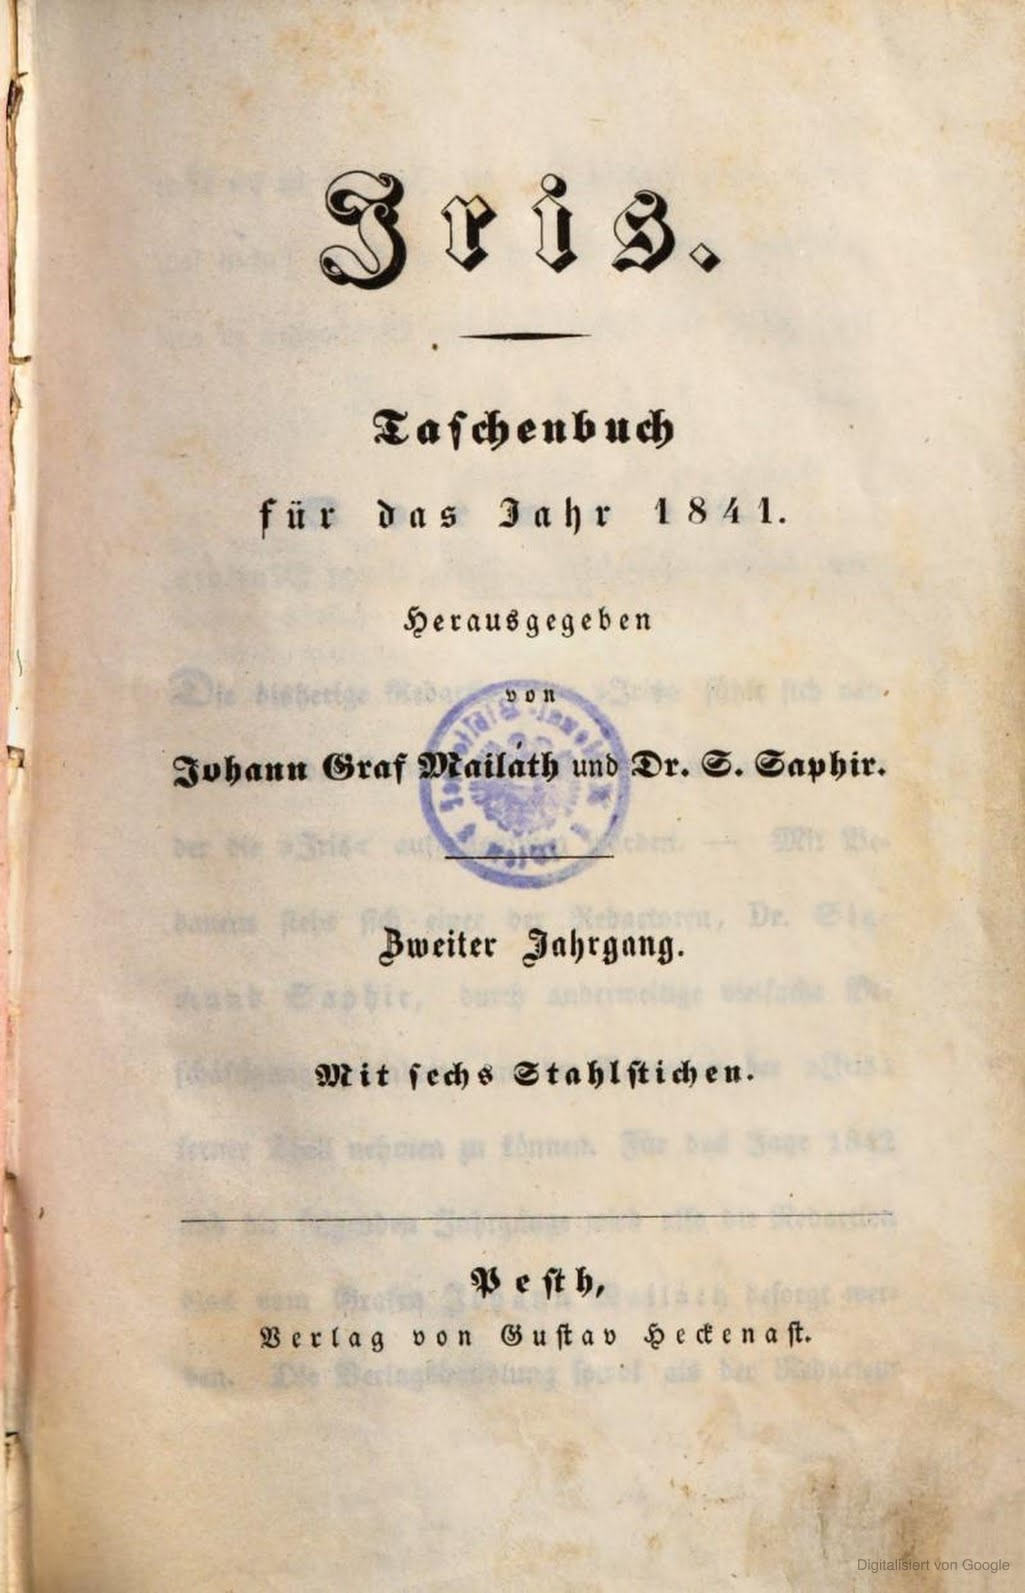 Iris.
Taschenbuch
für das Jahr 1841.
Herausgegeben
von
Johann Graf Mailáth und Dr. S. Saphir.
Zweiter Jahrgang.
Mit sechs Stahlstichen.
Pesth,
Verlag von Gustav Heckenast.
Digitalisiert von Google